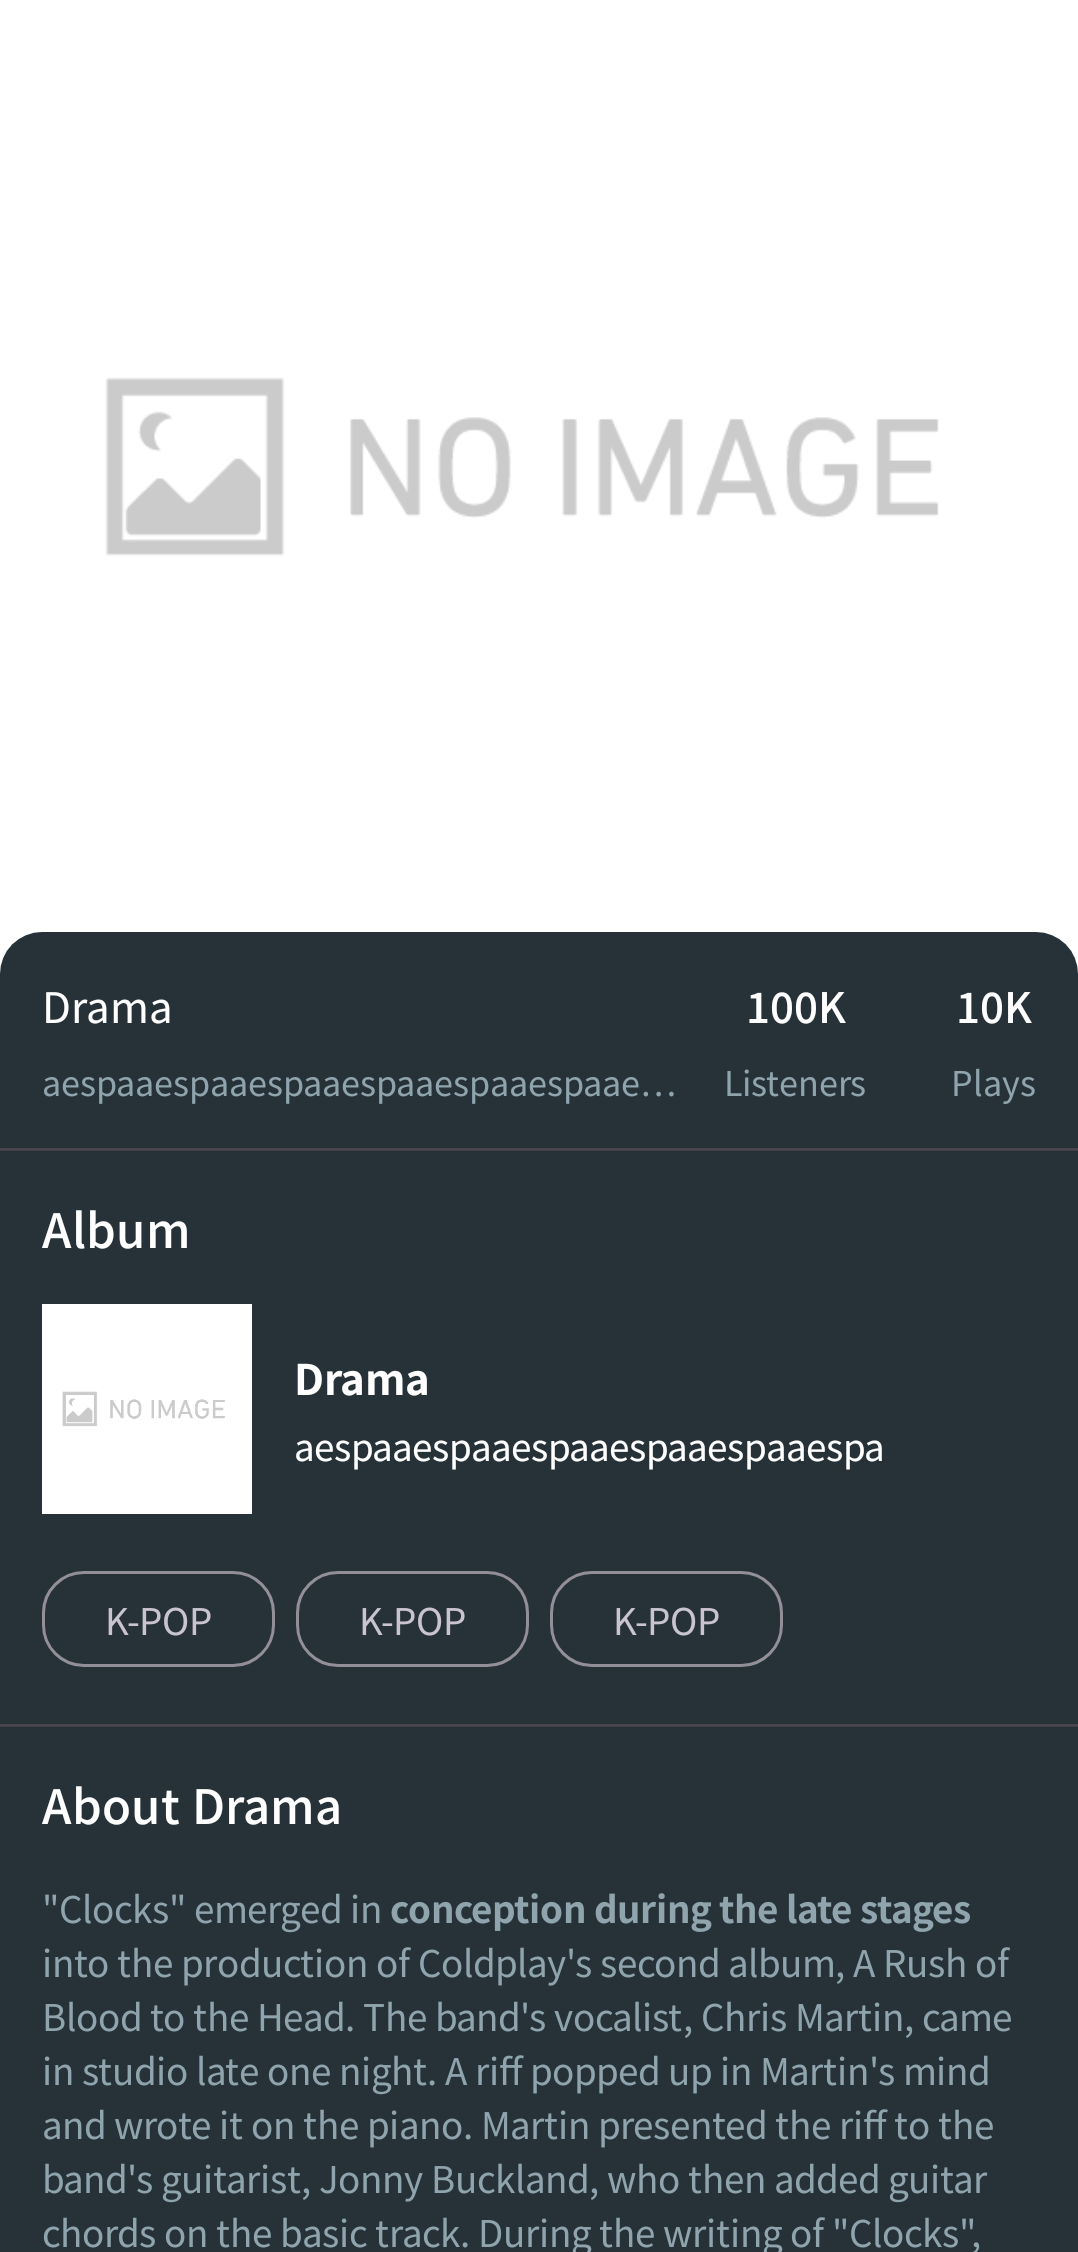 NO IMAGE
Drama
100K
10K
aespaaespaaespaaespaaespaaespaae…
Listeners
Plays
Album
NO IMAGE
Drama
aespaaespaaespaaespaaespaaespa
K-POP
K-POP
K-POP
About Drama
"Clocks" emerged in conception during the late stages
into the production of Coldplay's second album, A Rush of
Blood to the Head. The band's vocalist, Chris Martin, came
in studio late one night. A riff popped up in Martin's mind
and wrote it on the piano. Martin presented the riff to the
band's guitarist, Jonny Buckland, who then added guitar
chords on the basic track. During the writing of "Clocks",